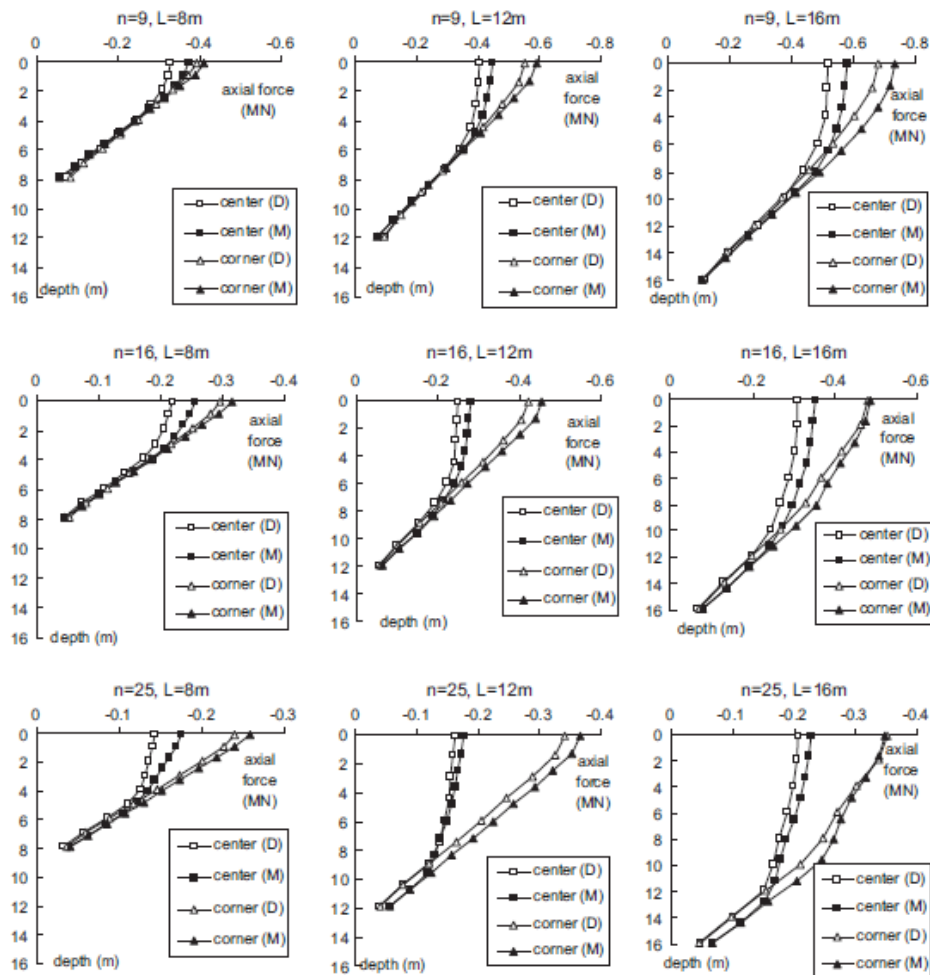 n=9, L=8m
0 -0.2 -0.4 -0.6
0
2
4
6
8
10
12
14
16
axial force
(MN)
center (D)
center (M)
corner (D)
corner (M)
depth (m)
n=9, L=12m
0 -0.2 -0.4 -0.6 -0.8
0
2
4
6
8
10
12
14
16
axial
force
(MN)
center (D)
center (M)
corner (D)
corner (M)
depth (m)
n=9, L=16m
0 -0.2 -0.4 -0.6 -0.8
0
2
4
6
8
10
12
14
16
axial
force
(MN)
center (D)
center (M)
corner (D)
corner (M)
depth (m)
n=16, L=8m
0 -0.1 -0.2 -0.3 -0.4
0
2
4
6
8
10
12
14
16
axial
force
(MN)
center (D)
center (M)
corner (D)
corner (M)
depth (m)
n=16, L=12m
0 -0.2 -0.4 -0.6
0
2
4
6
8
10
12
14
16
axial
force
(MN)
center (D)
center (M)
corner (D)
corner (M)
depth (m)
n=16, L=16m
0 -0.2 -0.4 -0.6
0
2
4
6
8
10
12
14
16
axial
force
(MN)
center (D)
center (M)
corner (D)
corner (M)
depth (m)
n=25, L=8m
0 -0.1 -0.2 -0.3
0
2
4
6
8
10
12
14
16
axial
force
(MN)
center (D)
center (M)
corner (D)
corner (M)
depth (m)
n=25, L=12m
0 -0.1 -0.2 -0.3 -0.4
0
2
4
6
8
10
12
14
16
axial
force
(MN)
center (D)
center (M)
corner (D)
corner (M)
depth (m)
n=25, L=16m
0 -0.1 -0.2 -0.3 -0.4
0
2
4
6
8
10
12
14
16
axial
force
(MN)
center (D)
center (M)
corner (D)
corner (M)
depth (m)